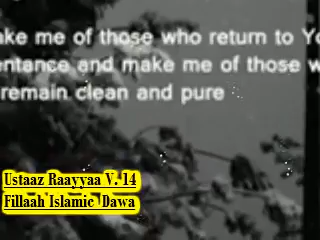 ake me of those who return to Yo
entance and make me of those w
remain clean and pure
Ustaaz Raayyaa V. 14
Fillaah Islamic Dawa